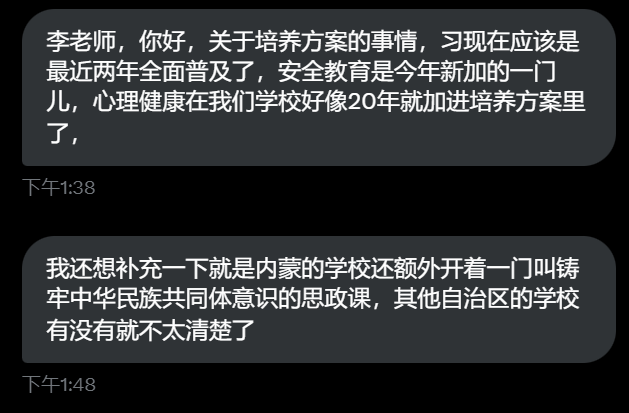 李老师，你好，关于培养方案的事情，习现在应该是
最近两年全面普及了，安全教育是今年新加的一门
儿，心理健康在我们学校好像20年就加进培养方案里
了，
下午1:38
我还想补充一下就是内蒙的学校还额外开着一门叫铸
牢中华民族共同体意识的思政课，其他自治区的学校
有没有就不太清楚了
下午1:48